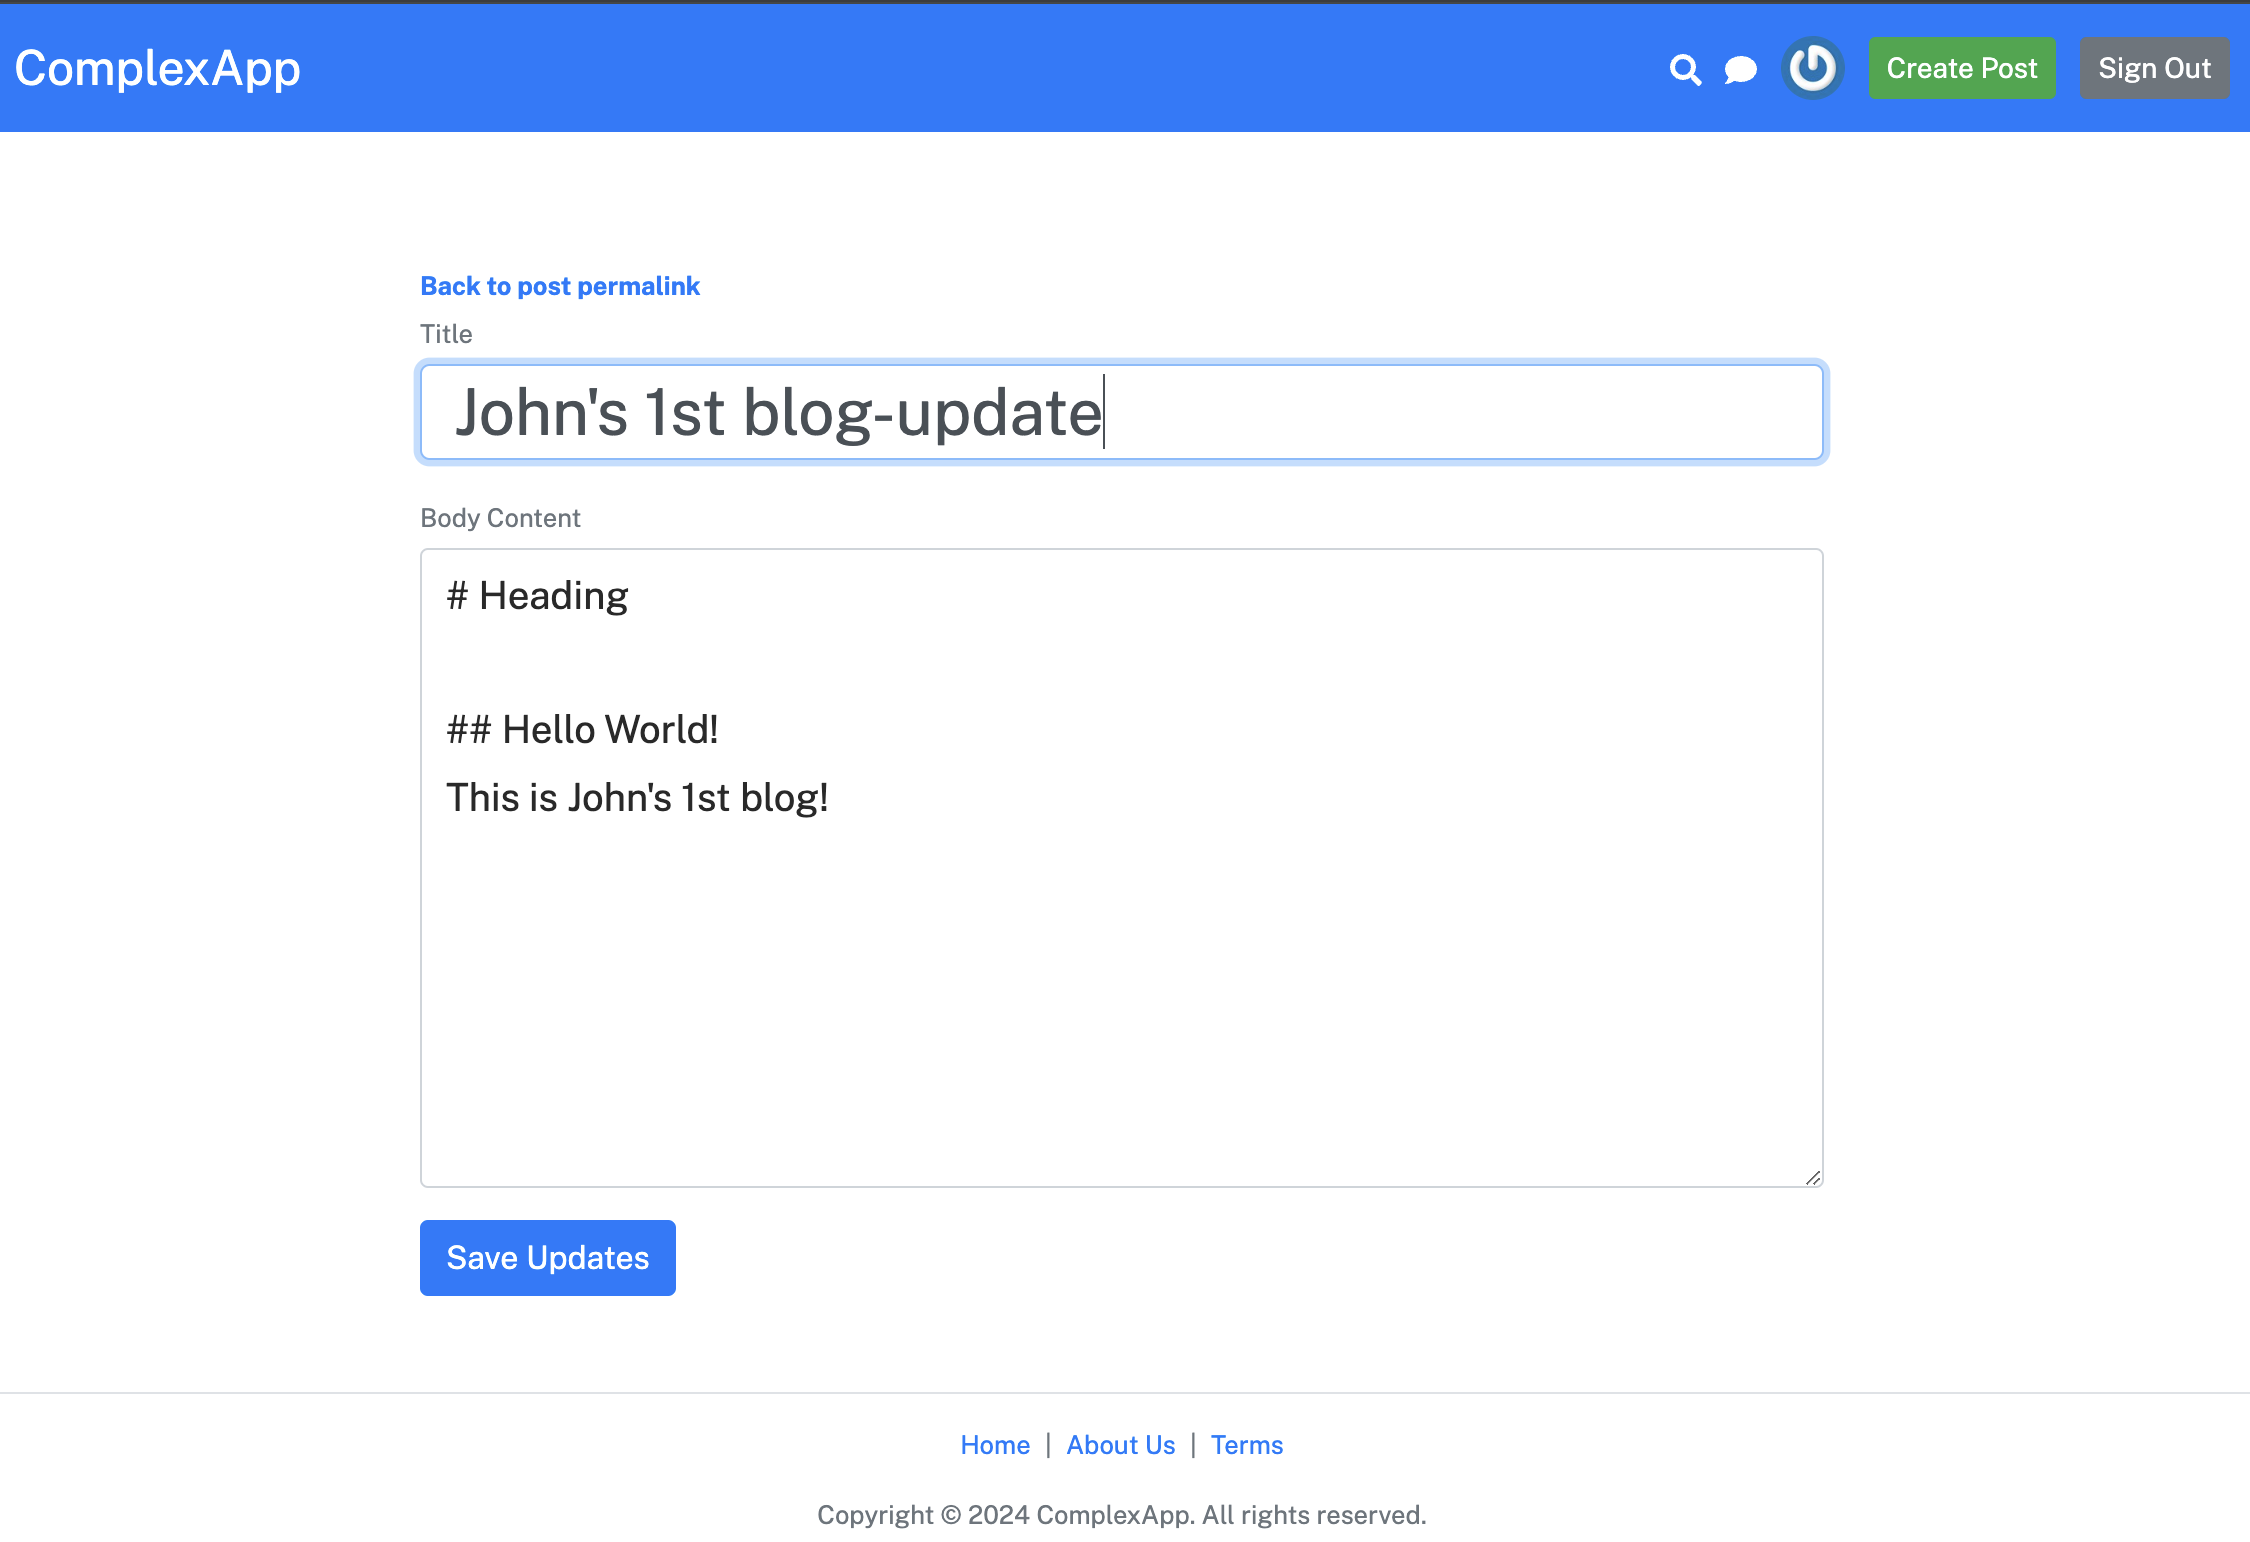 ComplexApp
Create Post
Sign Out
Back to post permalink
Title
John's 1st blog-update
Body Content
# Heading
## Hello World!
This is John's 1st blog!
Save Updates
Home | About Us | Terms
Copyright © 2024 ComplexApp. All rights reserved.